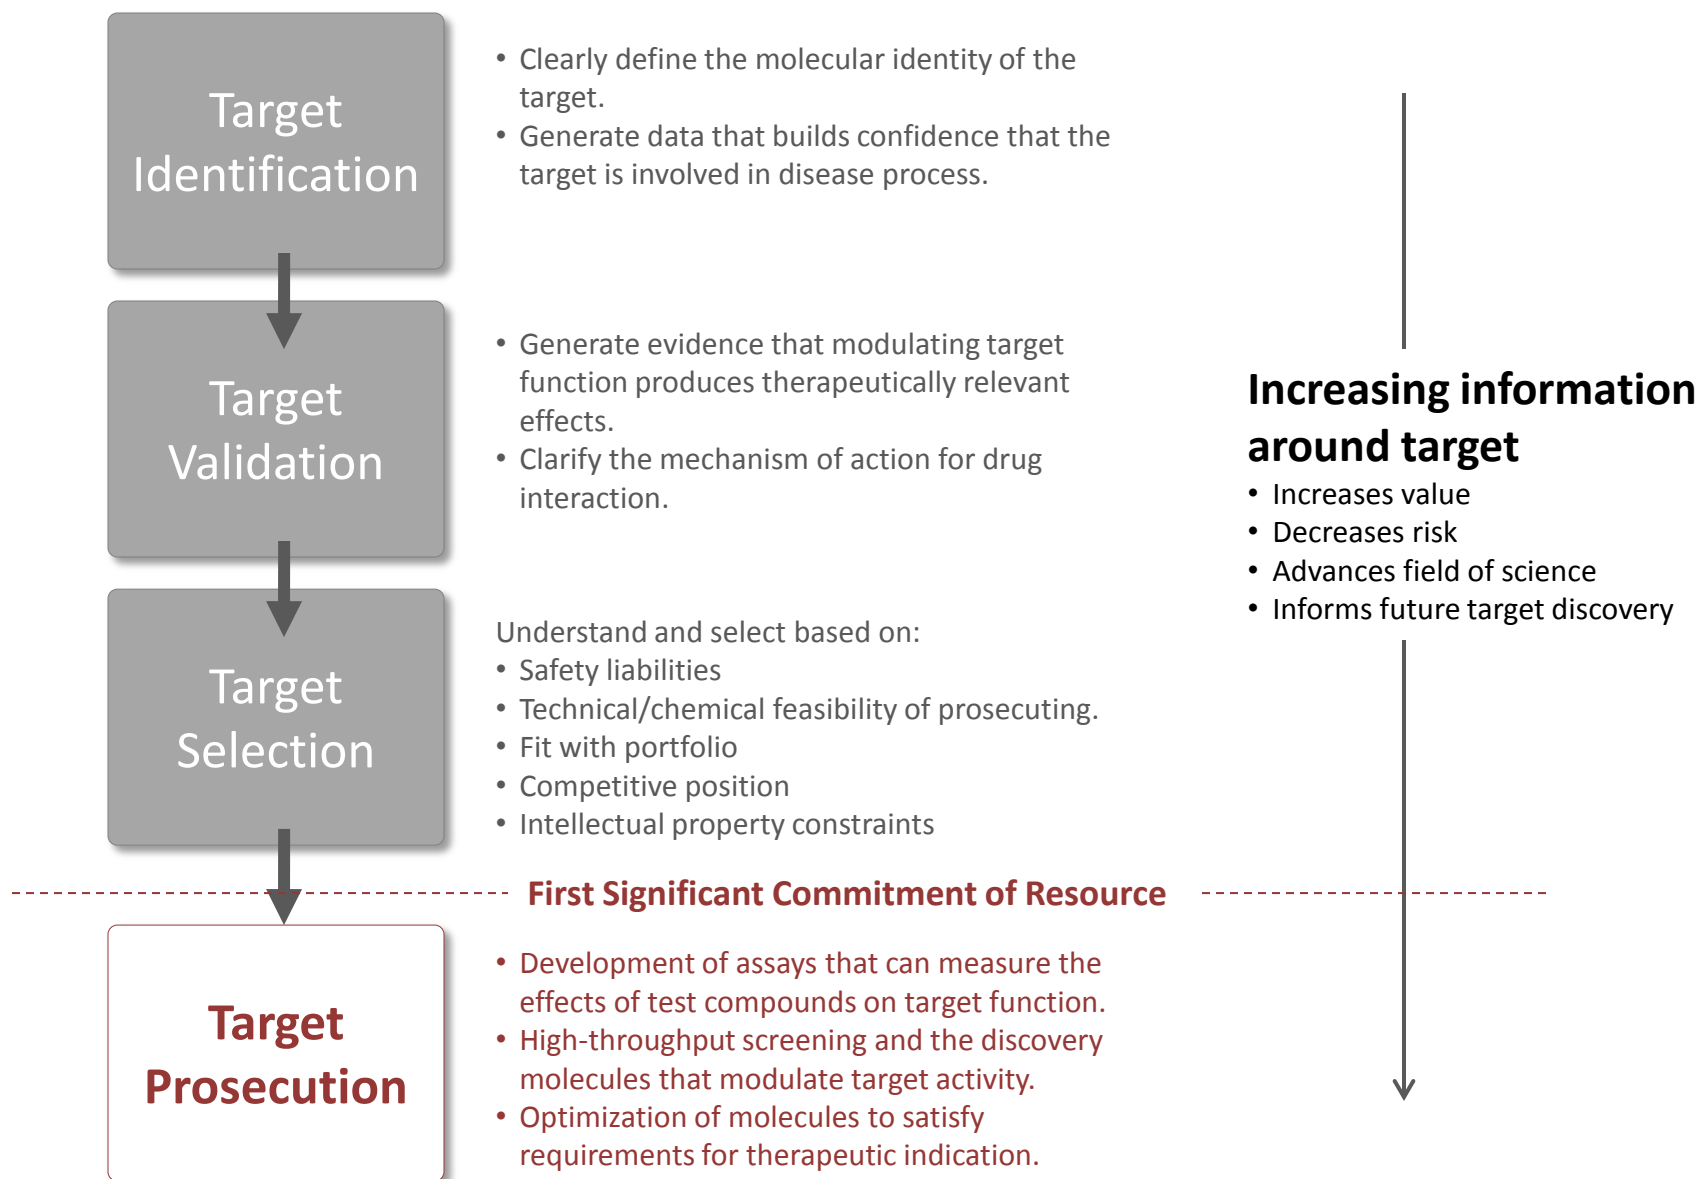 Target
Identification
• Clearly define the molecular identity of the
target.
• Generate data that builds confidence that the
target is involved in disease process.
Target
Validation
• Generate evidence that modulating target
function produces therapeutically relevant
effects.
• Clarify the mechanism of action for drug
interaction.
Increasing information
around target
• Increases value
• Decreases risk
• Advances field of science
• Informs future target discovery
Target
Selection
Understand and select based on:
• Safety liabilities
• Technical/chemical feasibility of prosecuting.
• Fit with portfolio
• Competitive position
• Intellectual property constraints
First Significant Commitment of Resource
Target
Prosecution
• Development of assays that can measure the
effects of test compounds on target function.
• High-throughput screening and the discovery
molecules that modulate target activity.
• Optimization of molecules to satisfy
requirements for therapeutic indication.